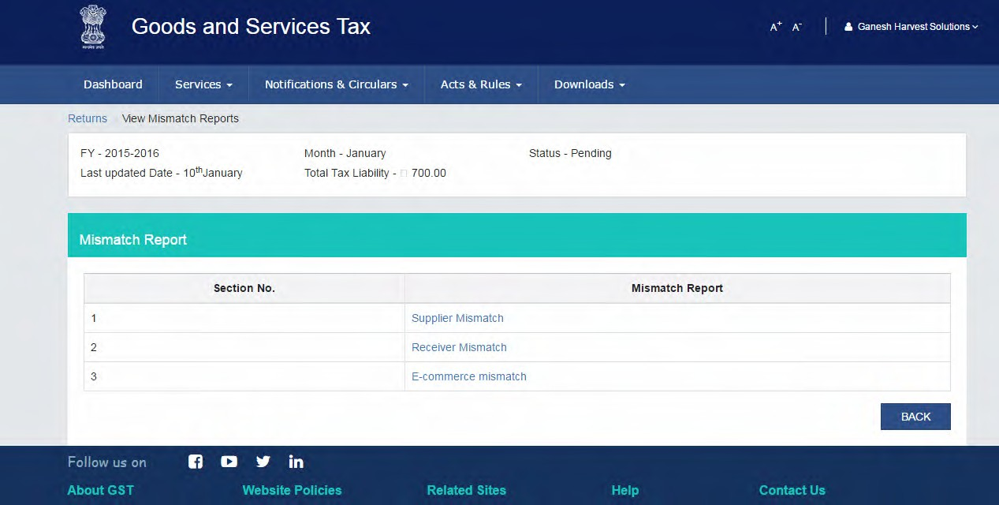 Goods and Services Tax
A+ A- Ganesh Harvest Solutions
Dashboard Services Notifications & Circulars Acts & Rules Downloads
Returns View Mismatch Reports
FY - 2015-2016 Month - January Status - Pending
Last updated Date - 10thJanuary Total Tax Liability - □ 700.00
Mismatch Report
Section No. Mismatch Report
1 Supplier Mismatch
2 Receiver Mismatch
3 E-commerce mismatch
BACK
Follow us on
About GST Website Policies Related Sites Help Contact Us